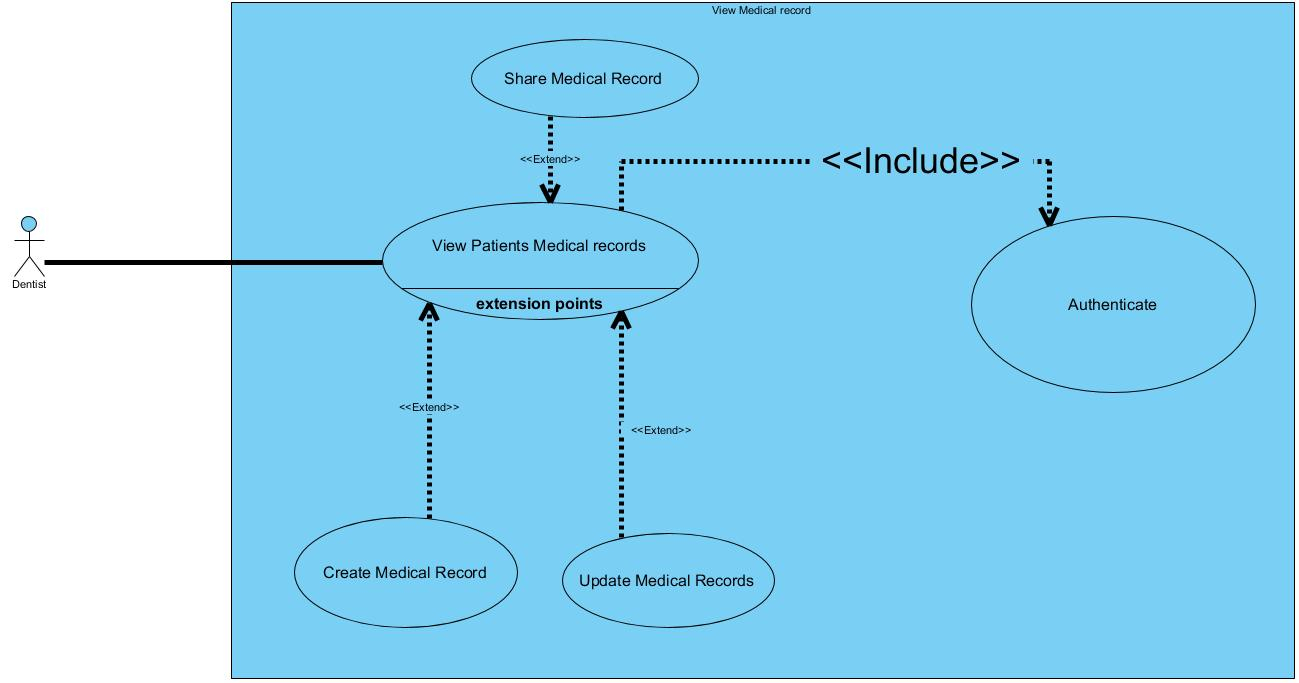 View Medical record
Share Medical Record
<<Extend>>
<<Include>>
View Patients Medical records
extension points
Dentist
Authenticate
<<Extend>>
<<Extend>>
Create Medical Record
Update Medical Records